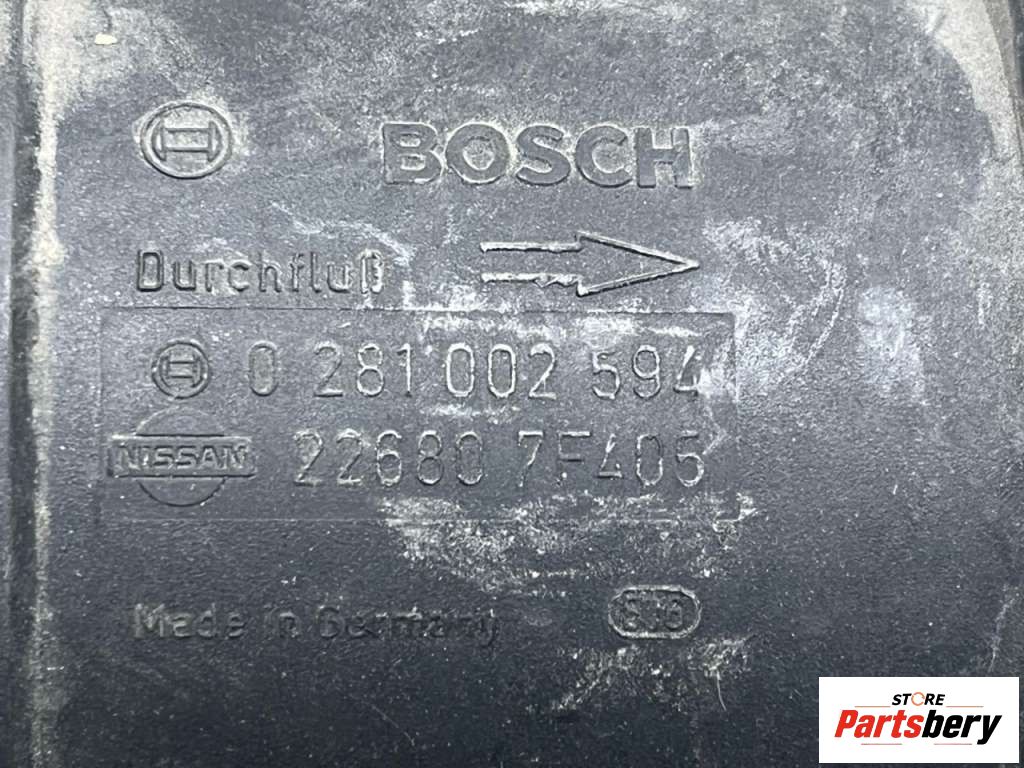 BOSCH
Durchfluß
0 281 002 594
NISSAN 22680 7F405
Made in Germany
STORE
Partsbery